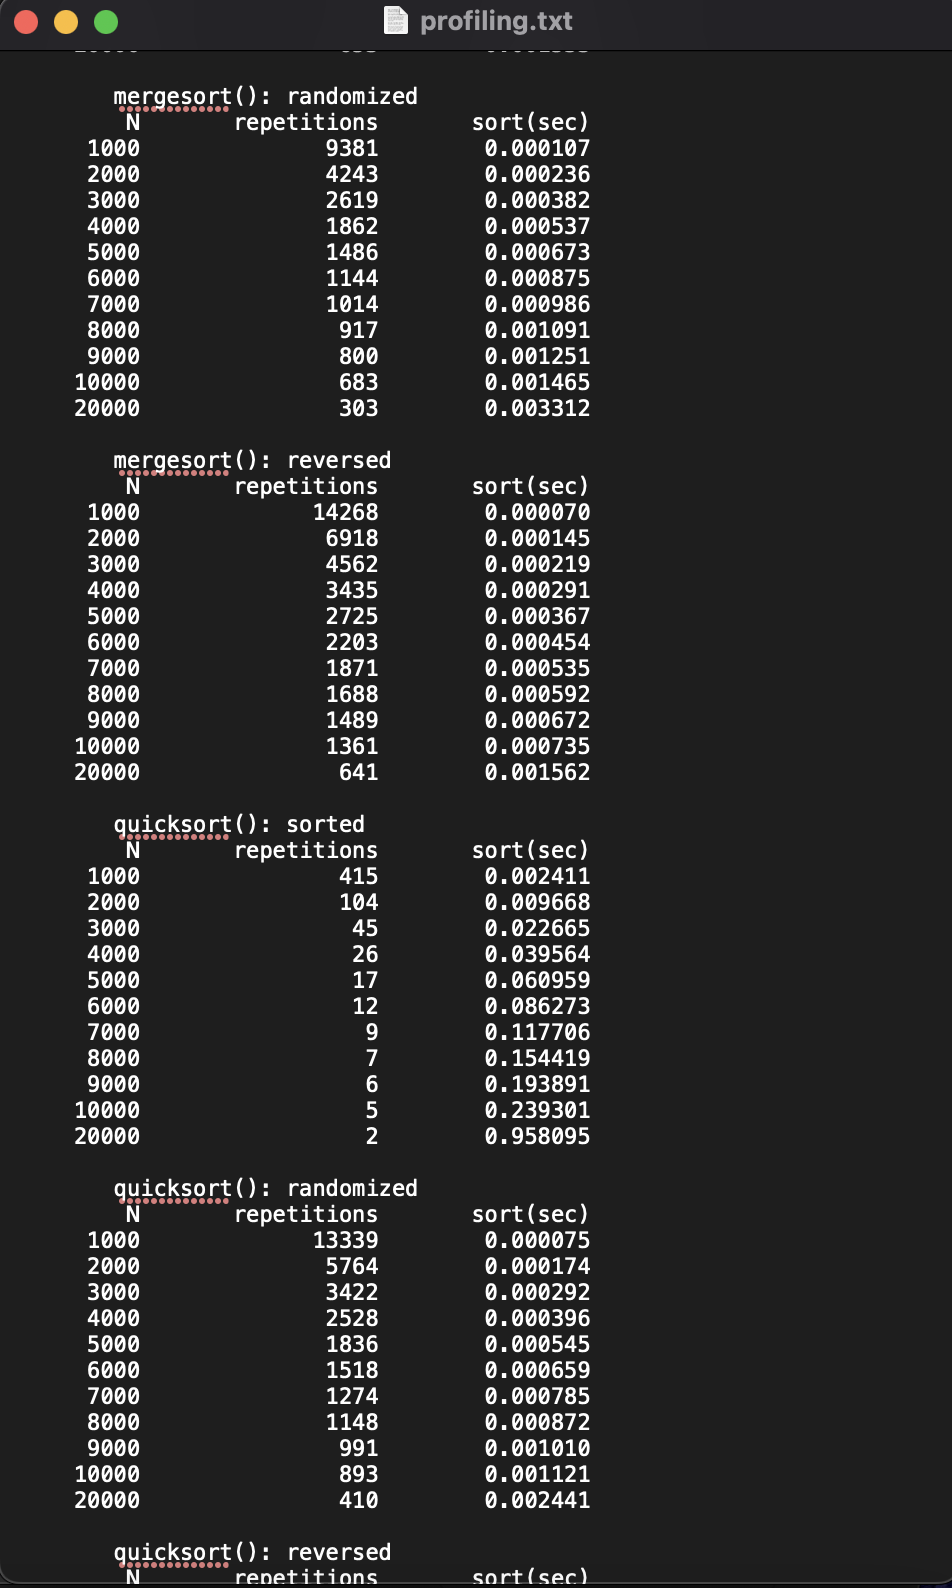 profiling.txt
mergesort(): randomized
N repetitions sort(sec)
1000 9381 0.000107
2000 4243 0.000236
3000 2619 0.000382
4000 1862 0.000537
5000 1486 0.000673
6000 1144 0.000875
7000 1014 0.000986
8000 917 0.001091
9000 800 0.001251
10000 683 0.001465
20000 303 0.003312
mergesort(): reversed
N repetitions sort(sec)
1000 14268 0.000070
2000 6918 0.000145
3000 4562 0.000219
4000 3435 0.000291
5000 2725 0.000367
6000 2203 0.000454
7000 1871 0.000535
8000 1688 0.000592
9000 1489 0.000672
10000 1361 0.000735
20000 641 0.001562
quicksort(): sorted
N repetitions sort(sec)
1000 415 0.002411
2000 104 0.009668
3000 45 0.022665
4000 26 0.039564
5000 17 0.060959
6000 12 0.086273
7000 9 0.117706
8000 7 0.154419
9000 6 0.193891
10000 5 0.239301
20000 2 0.958095
quicksort(): randomized
N repetitions sort(sec)
1000 13339 0.000075
2000 5764 0.000174
3000 3422 0.000292
4000 2528 0.000396
5000 1836 0.000545
6000 1518 0.000659
7000 1274 0.000785
8000 1148 0.000872
9000 991 0.001010
10000 893 0.001121
20000 410 0.002441
quicksort(): reversed
N repetitions sort(sec)